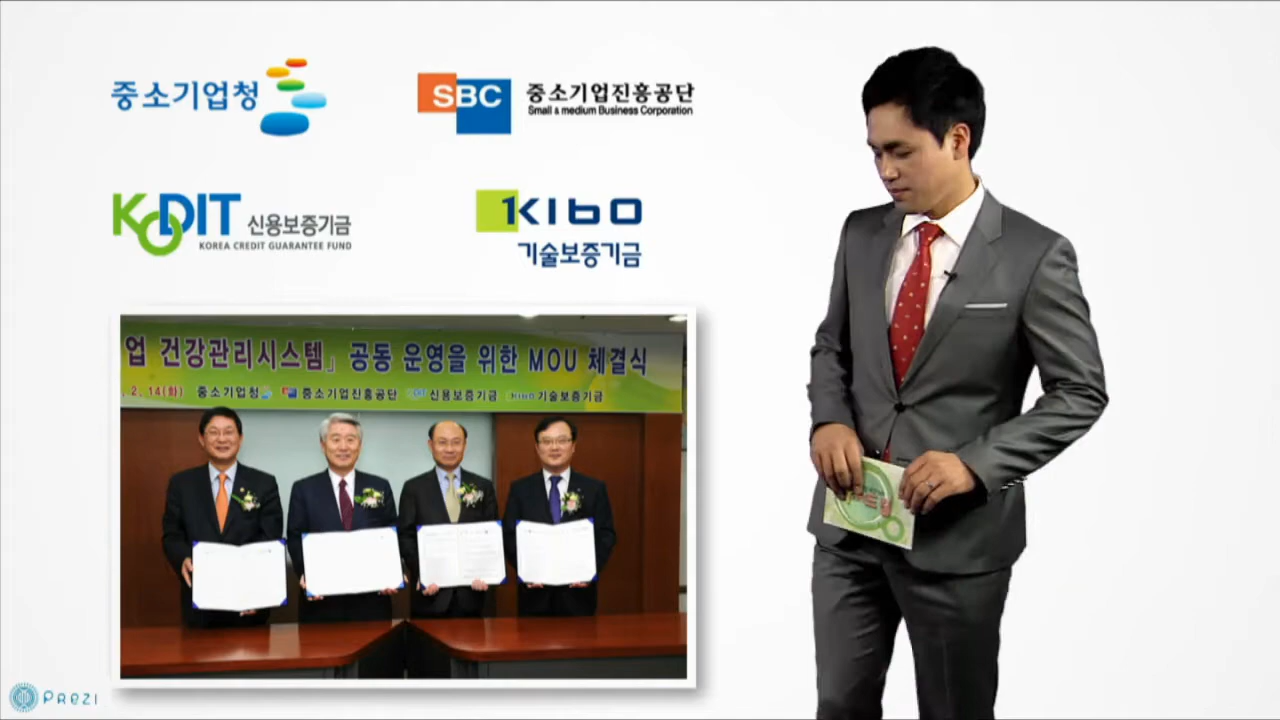 중소기업청
SBC 중소기업진흥공단
Small & medium Business Corporation
KODIT 신용보증기금
KOREA CREDIT GUARANTEE FUND
KIBO
기술보증기금
업 건강관리시스템」 공동 운영을 위한 MOU 체결식
. 2. 14(화) 중소기업청 중소기업진흥공단 KODIT 신용보증기금 KIBO 기술보증기금
PREZI